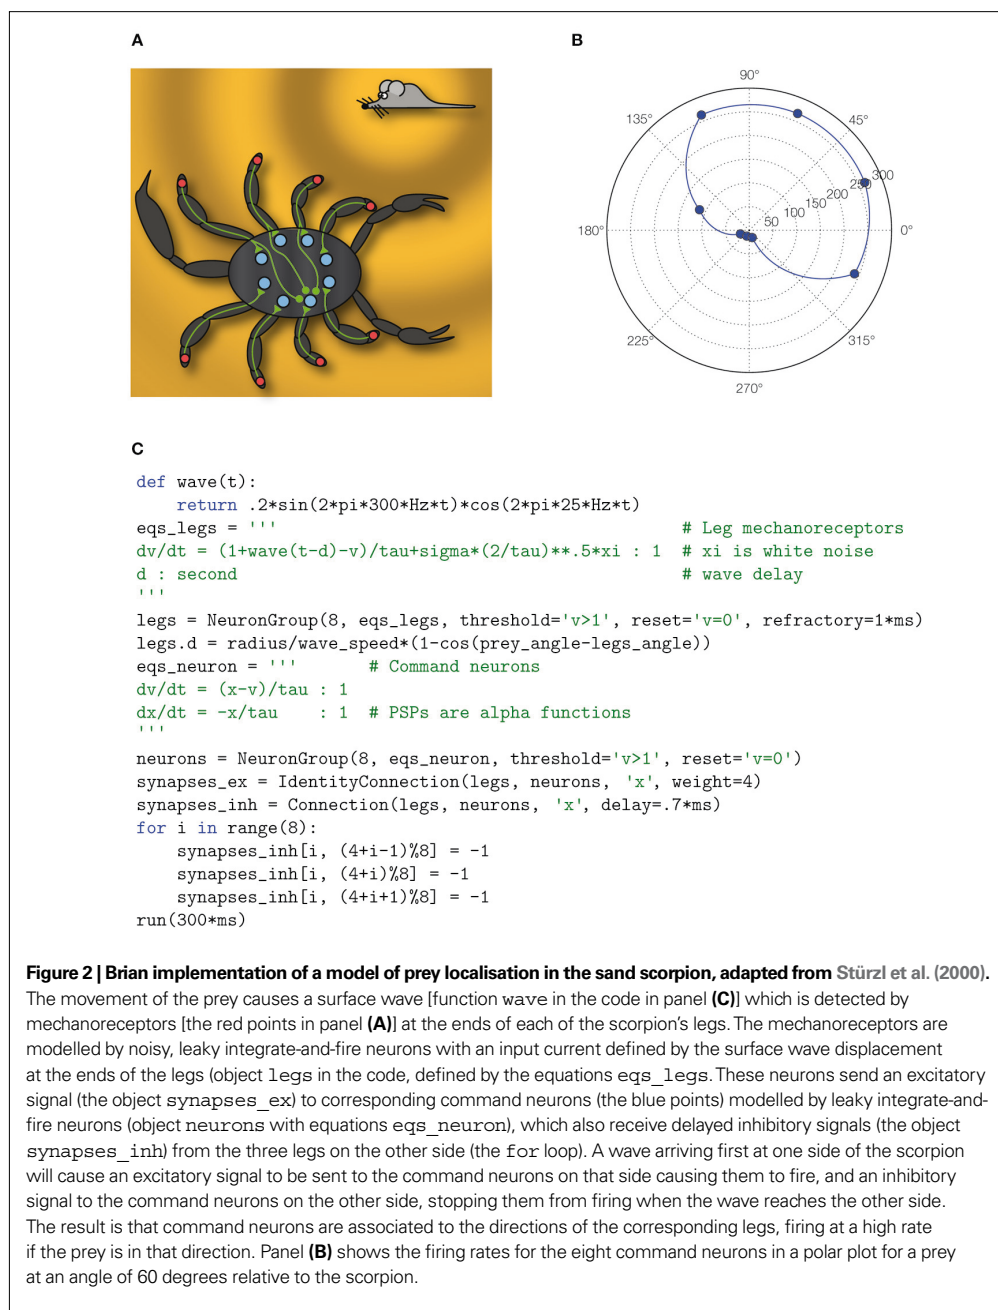 A
B
90°
135°
45°
300
250
200
150
100
50
180°
0°
225°
315°
270°
C
def wave(t):
    return .2*sin(2*pi*300*Hz*t)*cos(2*pi*25*Hz*t)
eqs_legs = ''' # Leg mechanoreceptors
dv/dt = (1+wave(t-d)-v)/tau+sigma*(2/tau)**.5*xi : 1 # xi is white noise
d : second # wave delay
'''
legs = NeuronGroup(8, eqs_legs, threshold='v>1', reset='v=0', refractory=1*ms)
legs.d = radius/wave_speed*(1-cos(prey_angle-legs_angle))
eqs_neuron = ''' # Command neurons
dv/dt = (x-v)/tau : 1
dx/dt = -x/tau : 1 # PSPs are alpha functions
'''
neurons = NeuronGroup(8, eqs_neuron, threshold='v>1', reset='v=0')
synapses_ex = IdentityConnection(legs, neurons, 'x', weight=4)
synapses_inh = Connection(legs, neurons, 'x', delay=.7*ms)
for i in range(8):
    synapses_inh[i, (4+i-1)%8] = -1
    synapses_inh[i, (4+i)%8] = -1
    synapses_inh[i, (4+i+1)%8] = -1
run(300*ms)
Figure 2 | Brian implementation of a model of prey localisation in the sand scorpion, adapted from Stürzl et al. (2000).
The movement of the prey causes a surface wave [function wave in the code in panel (C)] which is detected by
mechanoreceptors [the red points in panel (A)] at the ends of each of the scorpion's legs. The mechanoreceptors are
modelled by noisy, leaky integrate-and-fire neurons with an input current defined by the surface wave displacement
at the ends of the legs (object legs in the code, defined by the equations eqs_legs. These neurons send an excitatory
signal (the object synapses_ex) to corresponding command neurons (the blue points) modelled by leaky integrate-and-
fire neurons (object neurons with equations eqs_neuron), which also receive delayed inhibitory signals (the object
synapses_inh) from the three legs on the other side (the for loop). A wave arriving first at one side of the scorpion
will cause an excitatory signal to be sent to the command neurons on that side causing them to fire, and an inhibitory
signal to the command neurons on the other side, stopping them from firing when the wave reaches the other side.
The result is that command neurons are associated to the directions of the corresponding legs, firing at a high rate
if the prey is in that direction. Panel (B) shows the firing rates for the eight command neurons in a polar plot for a prey
at an angle of 60 degrees relative to the scorpion.